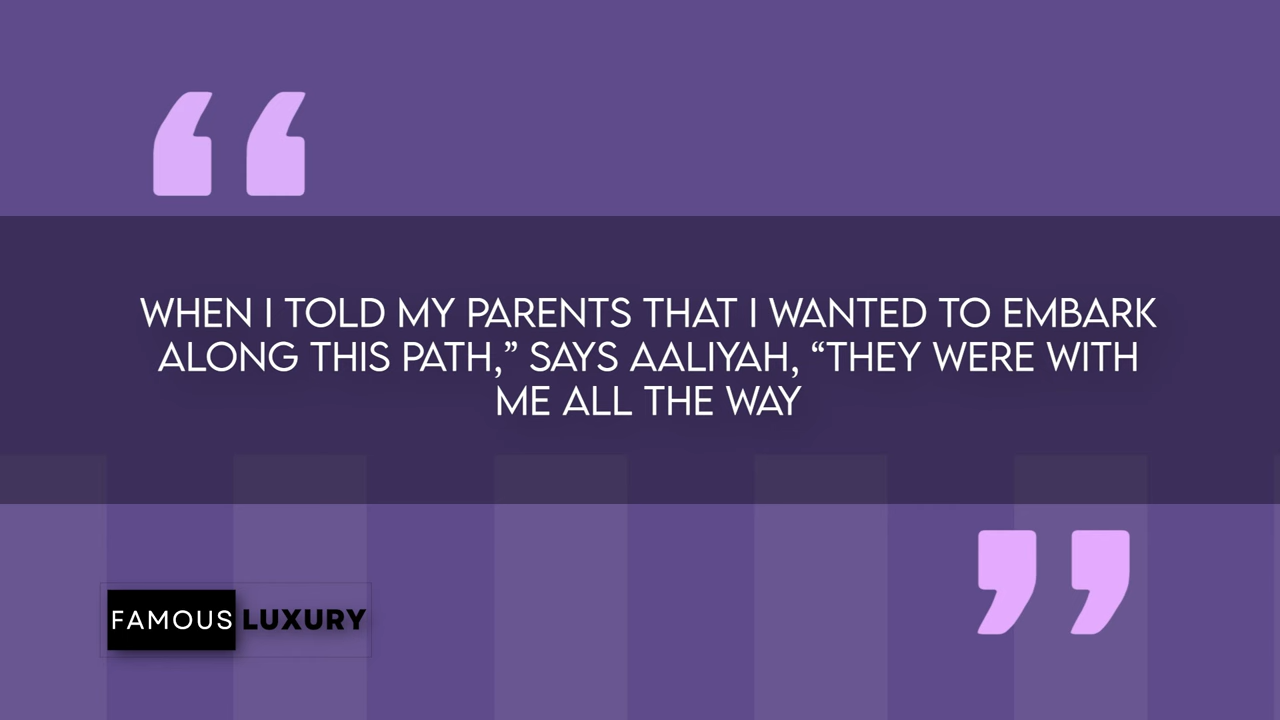 WHEN I TOLD MY PARENTS THAT I WANTED TO EMBARK
ALONG THIS PATH,” SAYS AALIYAH, “THEY WERE WITH
ME ALL THE WAY
FAMOUS LUXURY